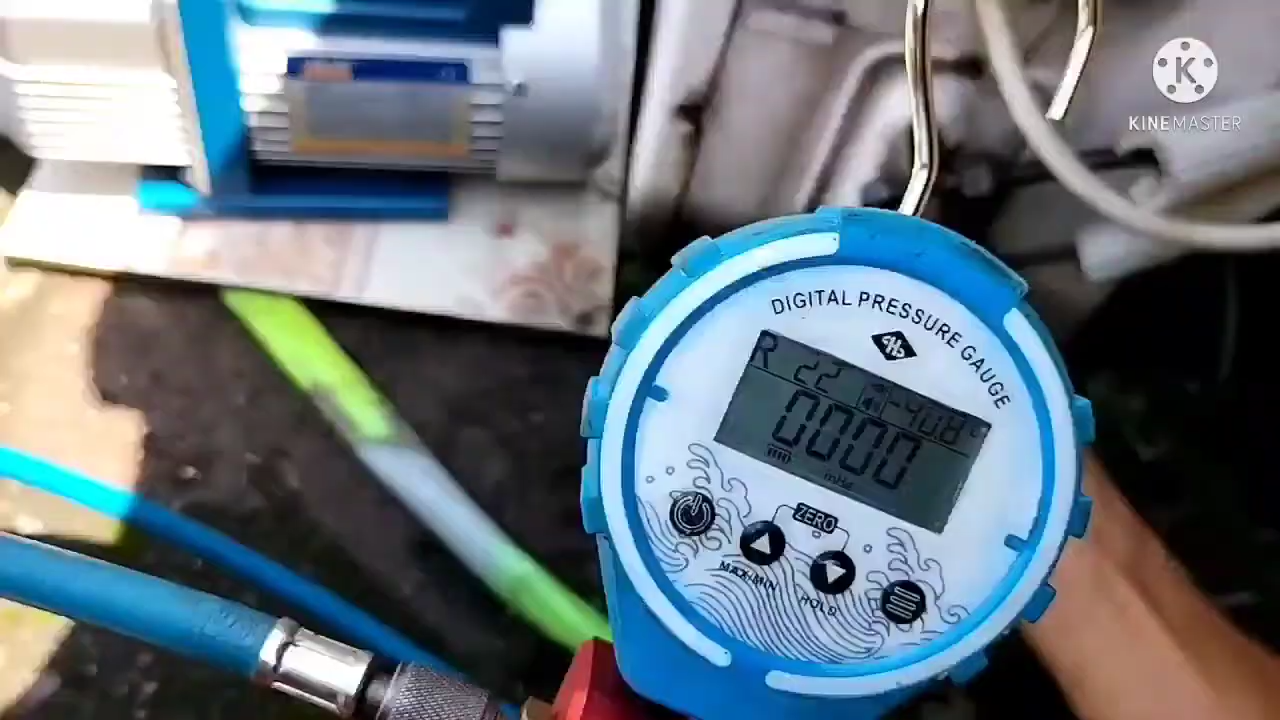 KINEMASTER
DIGITAL PRESSURE GAUGE
R 22 -40.8 °C
0000
ZERO
MAX/MIN
HOLD